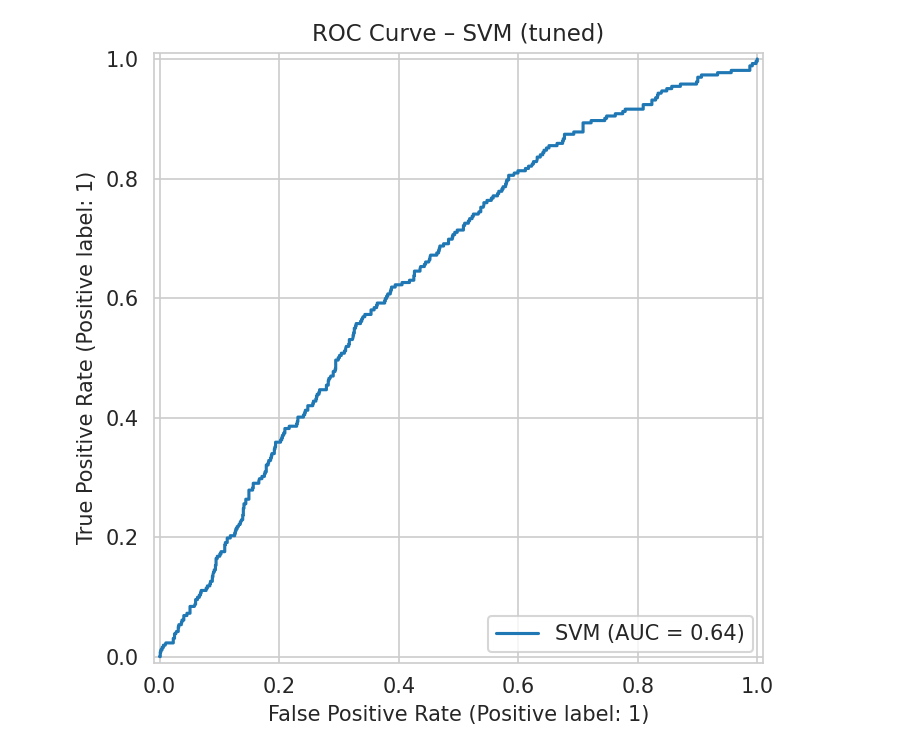 ROC Curve – SVM (tuned)
True Positive Rate (Positive label: 1)
1.0
0.8
0.6
0.4
0.2
0.0
SVM (AUC = 0.64)
0.0 0.2 0.4 0.6 0.8 1.0
False Positive Rate (Positive label: 1)